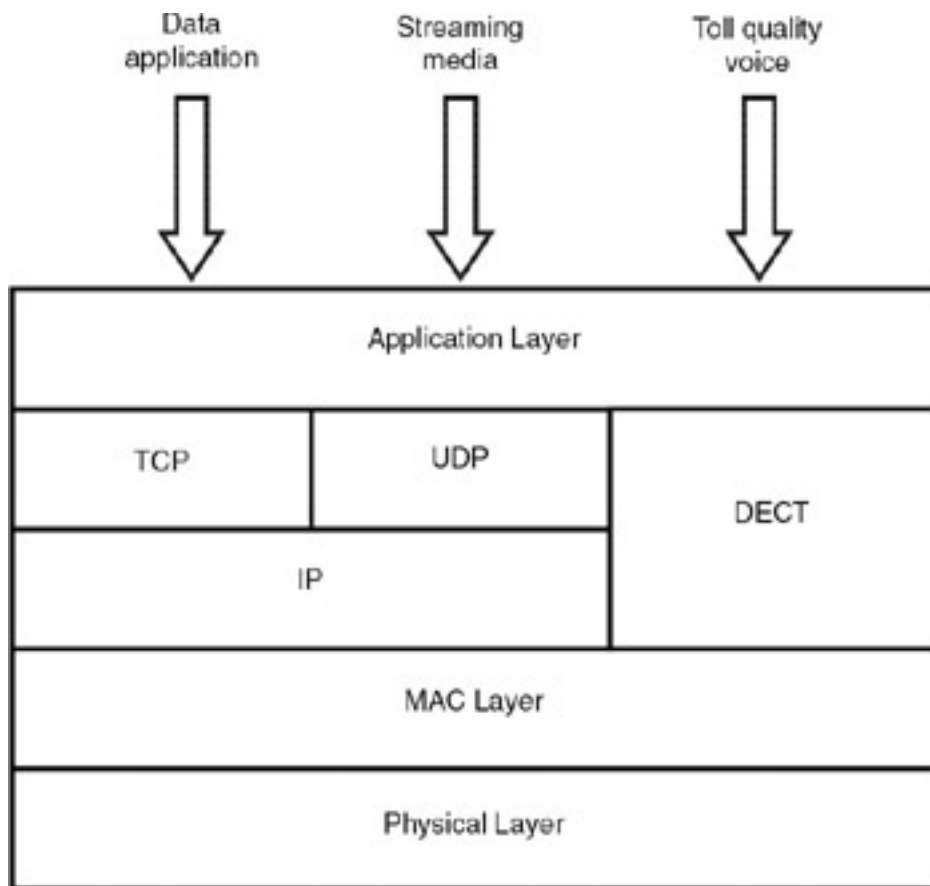 Data
application
Streaming
media
Toll quality
voice
Application Layer
TCP
UDP
DECT
IP
MAC Layer
Physical Layer